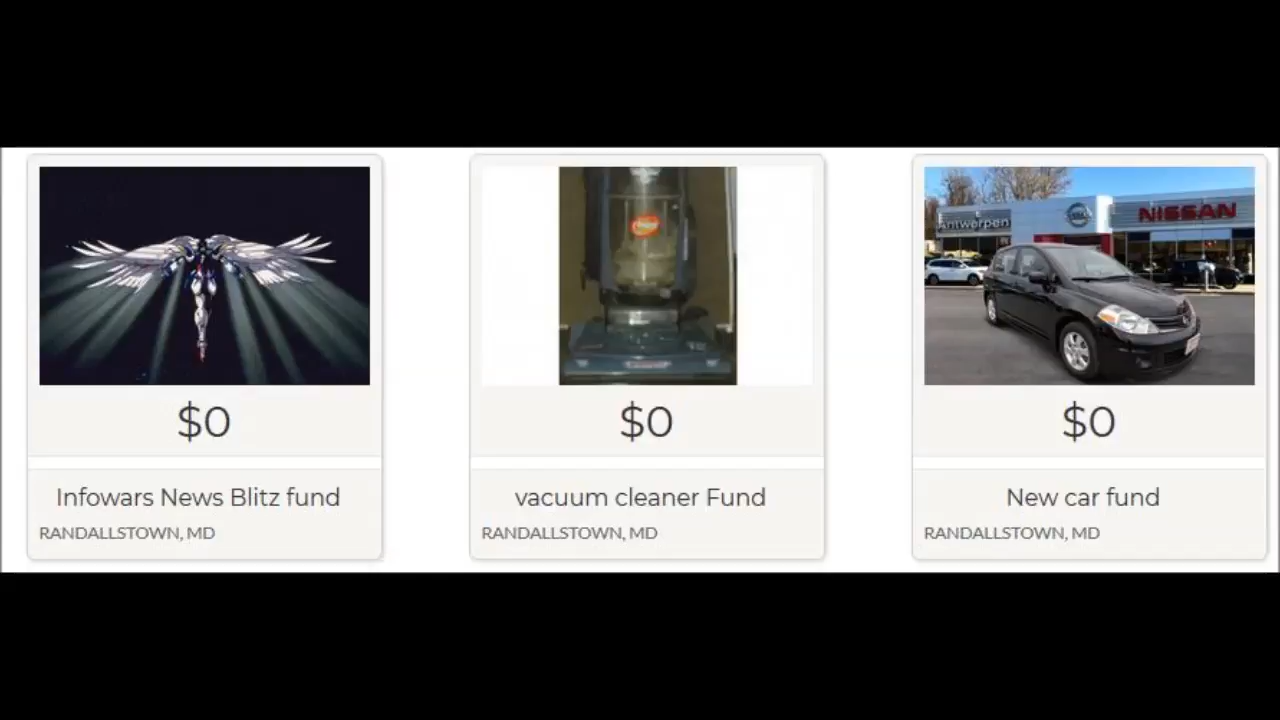 Antwerpen
NISSAN
$0
$0
$0
Infowars News Blitz fund
vacuum cleaner Fund
New car fund
RANDALLSTOWN, MD
RANDALLSTOWN, MD
RANDALLSTOWN, MD